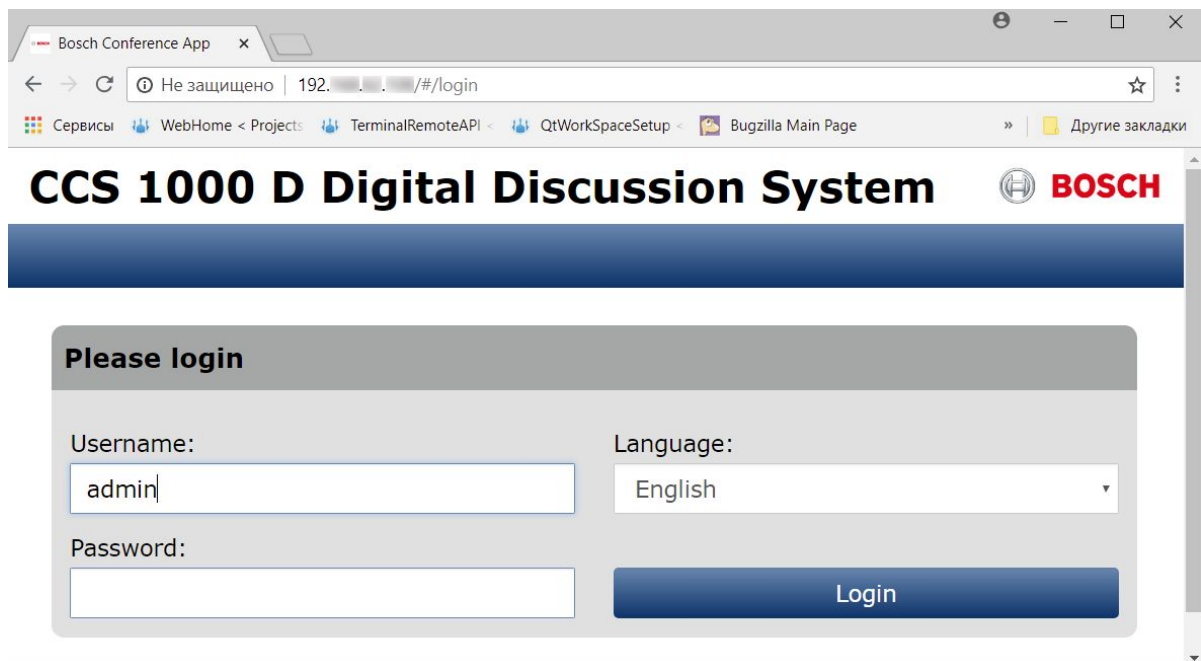 Bosch Conference App
Не защищено | 192. . . /#/login
Сервисы WebHome < Projects TerminalRemoteAPI < QtWorkSpaceSetup < Bugzilla Main Page » Другие закладки
CCS 1000 D Digital Discussion System BOSCH
Please login
Username: Language:
admin English
Password:
Login